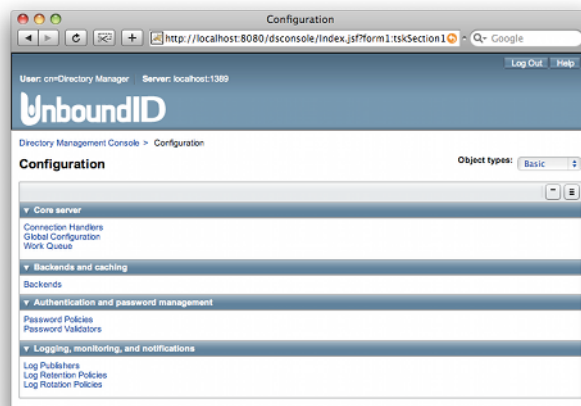 Configuration
http://localhost:8080/dsconsole/Index.jsf?form1:tskSection1
Google
Log Out Help
User: cn=Directory Manager Server: localhost:1389
UnboundID
Directory Management Console > Configuration
Configuration
Object types: Basic
Core server
Connection Handlers
Global Configuration
Work Queue
Backends and caching
Backends
Authentication and password management
Password Policies
Password Validators
Logging, monitoring, and notifications
Log Publishers
Log Retention Policies
Log Rotation Policies